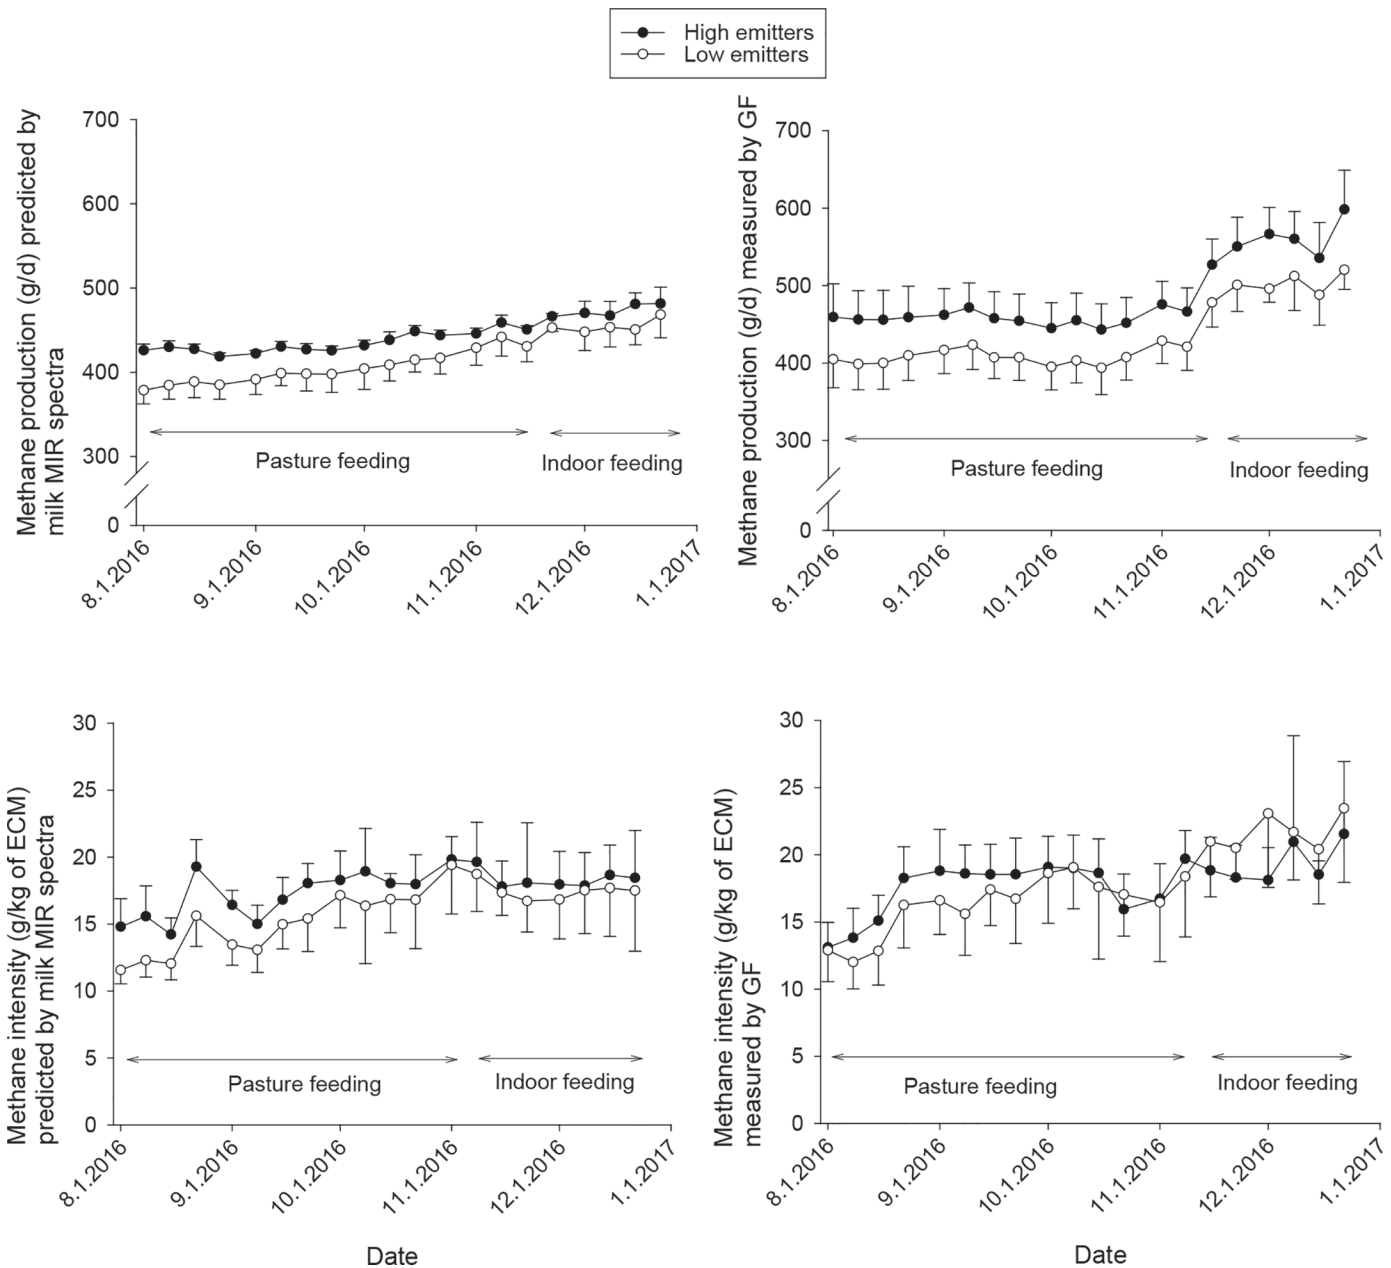 High emitters
Low emitters
Methane production (g/d) predicted by
milk MIR spectra
700
600
500
400
300
0
Pasture feeding
Indoor feeding
8.1.2016
9.1.2016
10.1.2016
11.1.2016
12.1.2016
1.1.2017
Methane production (g/d) measured by GF
700
600
500
400
300
0
Pasture feeding
Indoor feeding
8.1.2016
9.1.2016
10.1.2016
11.1.2016
12.1.2016
1.1.2017
Methane intensity (g/kg of ECM)
predicted by milk MIR spectra
30
25
20
15
10
5
0
Pasture feeding
Indoor feeding
8.1.2016
9.1.2016
10.1.2016
11.1.2016
12.1.2016
1.1.2017
Date
Methane intensity (g/kg of ECM)
measured by GF
30
25
20
15
10
5
0
Pasture feeding
Indoor feeding
8.1.2016
9.1.2016
10.1.2016
11.1.2016
12.1.2016
1.1.2017
Date